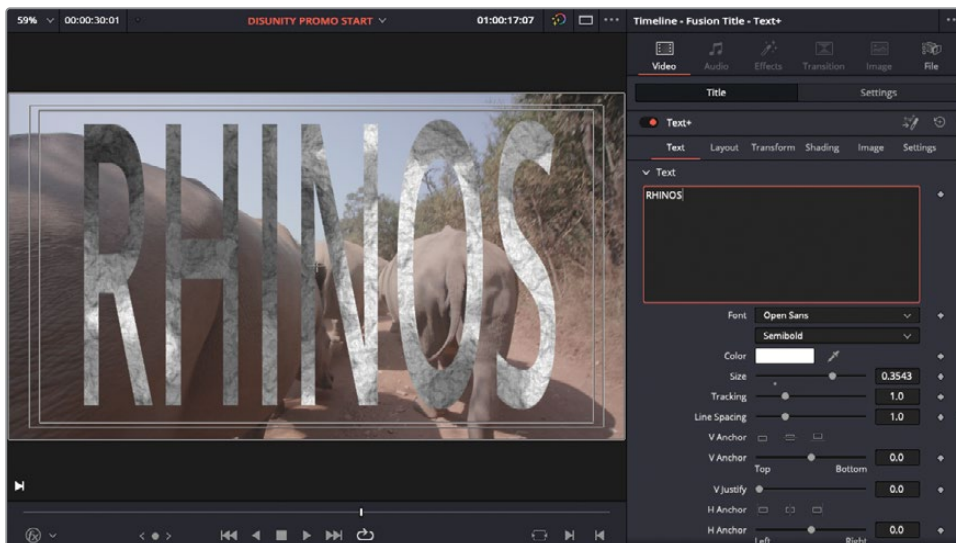 59% 00:00:30:01 DISUNITY PROMO START 01:00:17:07 Timeline - Fusion Title - Text+
Video Audio Effects Transition Image File
Title Settings
Text+
Text Layout Transform Shading Image Settings
Text
RHINOS
RHINOS
Font Open Sans
Semibold
Color
Size 0.3543
Tracking 1.0
Line Spacing 1.0
V Anchor
V Anchor 0.0
Top Bottom
V Justify 0.0
H Anchor
H Anchor 0.0
Left Right